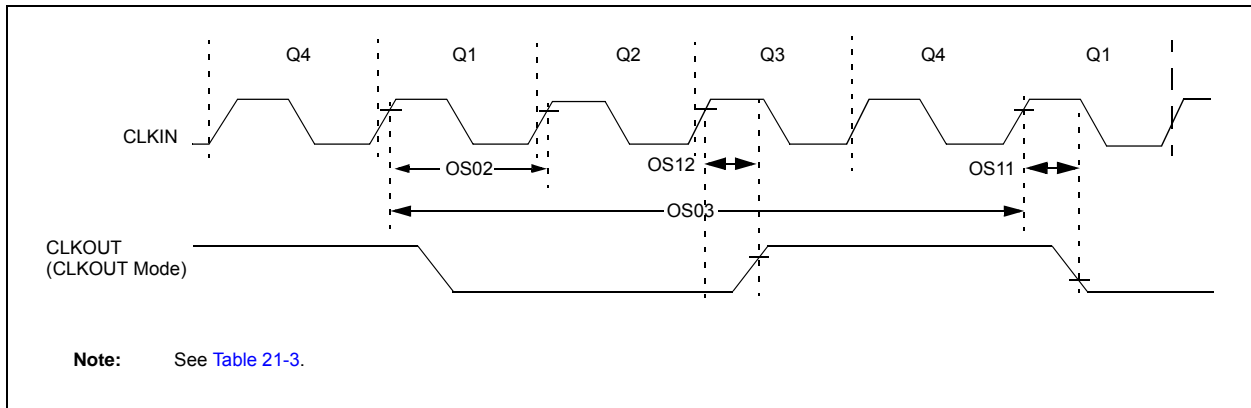 Q4 Q1 Q2 Q3 Q4 Q1
CLKIN
OS02
OS12
OS11
OS03
CLKOUT
(CLKOUT Mode)
Note: See Table 21-3.